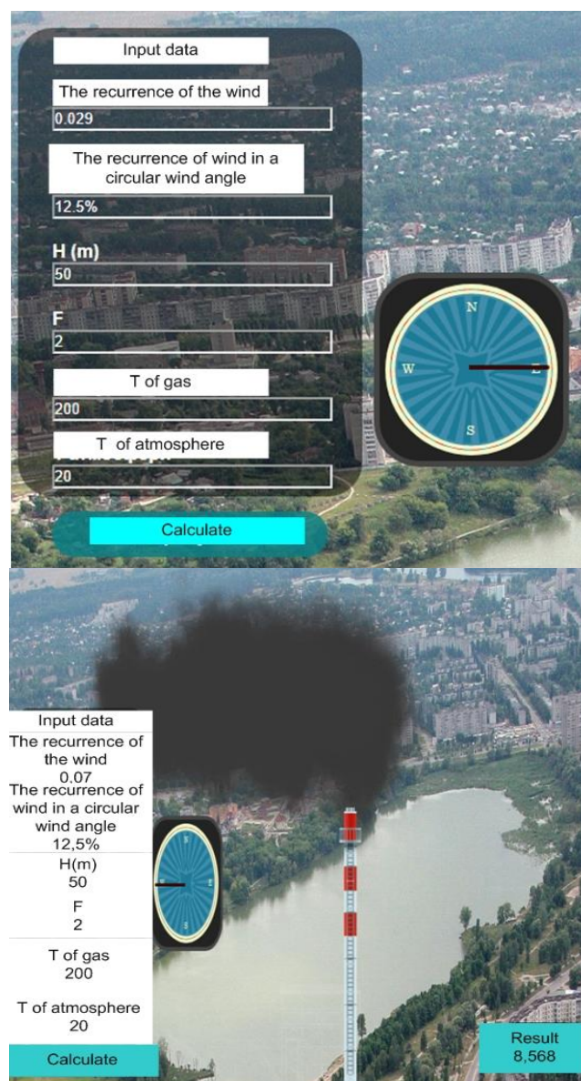 Input data
The recurrence of the wind
0.029
The recurrence of wind in a
circular wind angle
12.5%
H (m)
50
F
2
T of gas
200
T of atmosphere
20
Calculate
N
W
E
S
Input data
The recurrence of
the wind
0.07
The recurrence of
wind in a circular
wind angle
12,5%
H(m)
50
F
2
T of gas
200
T of atmosphere
20
Calculate
Result
8,568